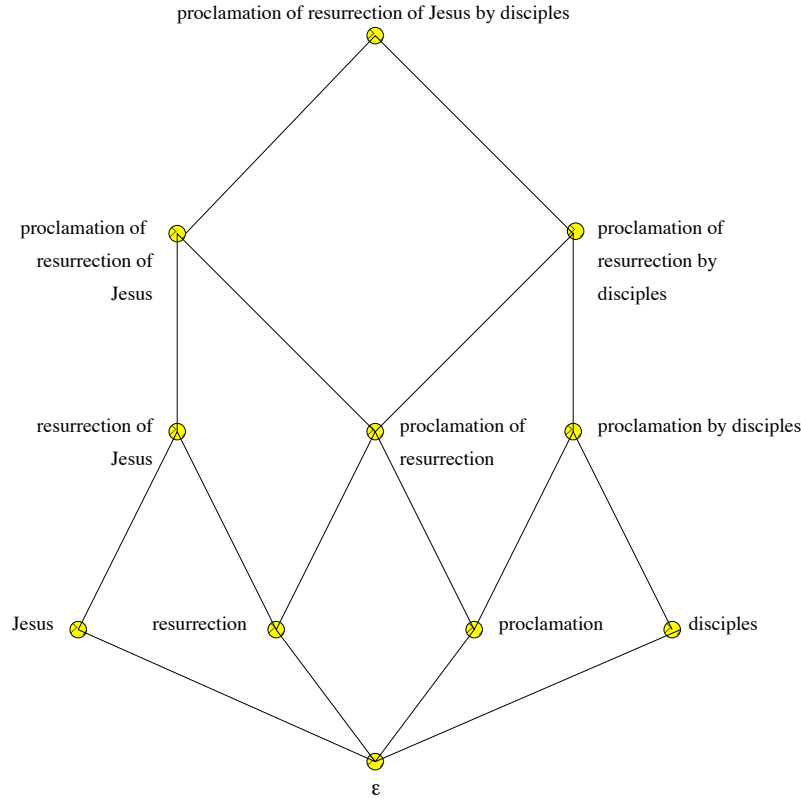 proclamation of resurrection of Jesus by disciples
proclamation of
resurrection of
Jesus
proclamation of
resurrection by
disciples
resurrection of
Jesus
proclamation of
resurrection
proclamation by disciples
Jesus
resurrection
proclamation
disciples
ε